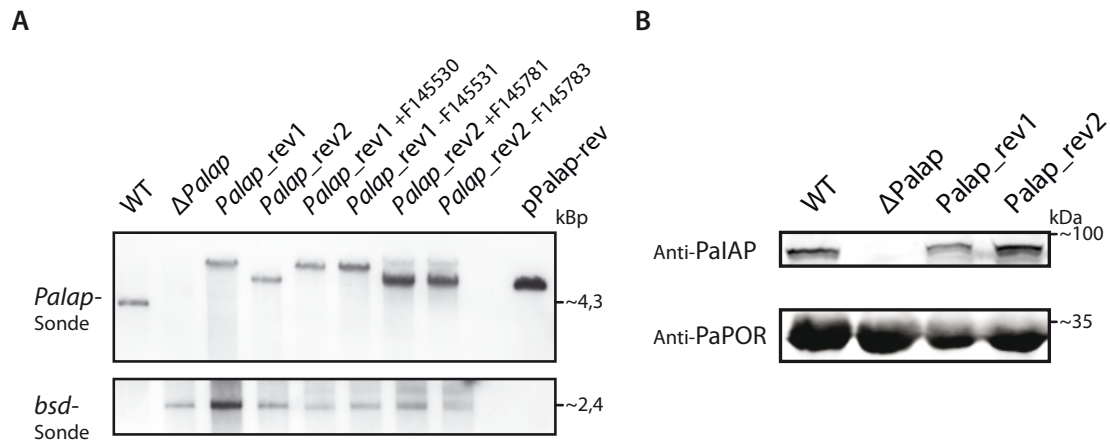 A
WT
ΔPalap
Palap_rev1
Palap_rev2
Palap_rev1 +F145530
Palap_rev1 -F145531
Palap_rev2 +F145781
Palap_rev2 -F145783
pPalap-rev
kBp
Palap-
Sonde
~4,3
bsd-
Sonde
~2,4
B
WT
ΔPalap
Palap_rev1
Palap_rev2
kDa
Anti-PaIAP
~100
Anti-PaPOR
~35